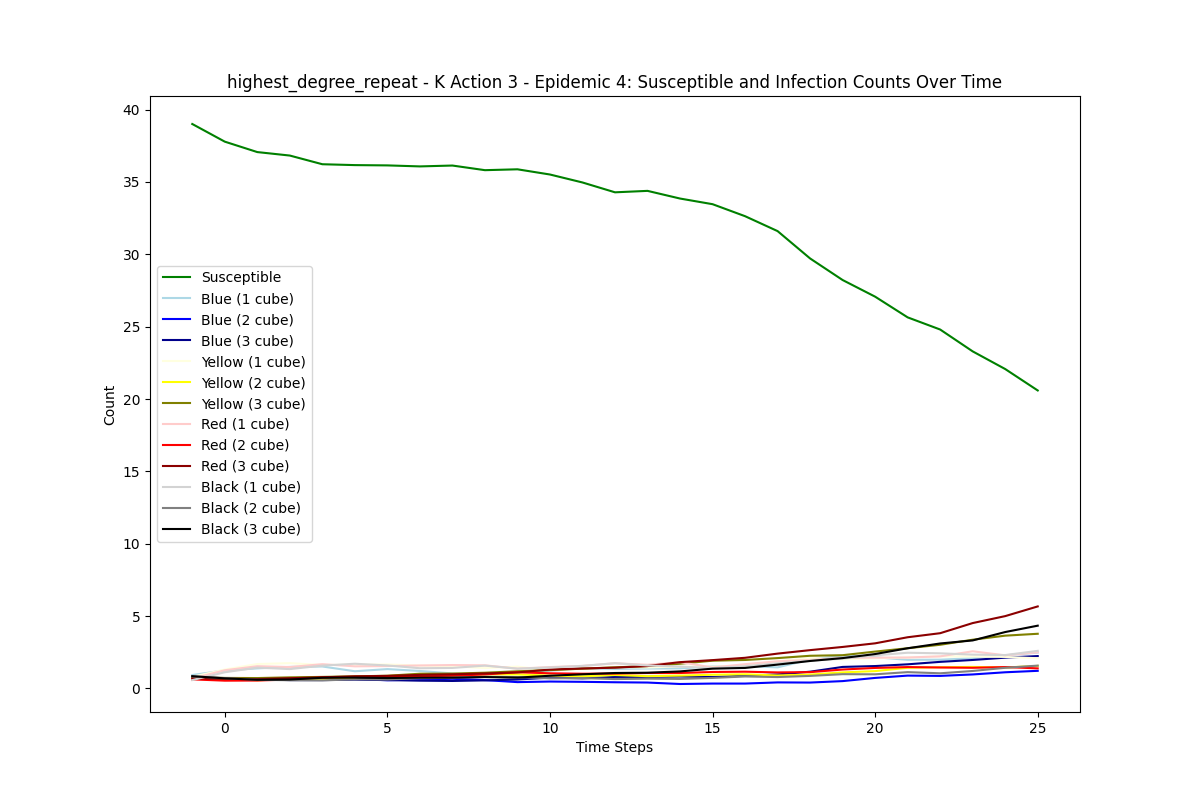 highest_degree_repeat - K Action 3 - Epidemic 4: Susceptible and Infection Counts Over Time
40
35
30
25
20
15
10
5
0
Count
Susceptible
Blue (1 cube)
Blue (2 cube)
Blue (3 cube)
Yellow (1 cube)
Yellow (2 cube)
Yellow (3 cube)
Red (1 cube)
Red (2 cube)
Red (3 cube)
Black (1 cube)
Black (2 cube)
Black (3 cube)
0 5 10 15 20 25
Time Steps